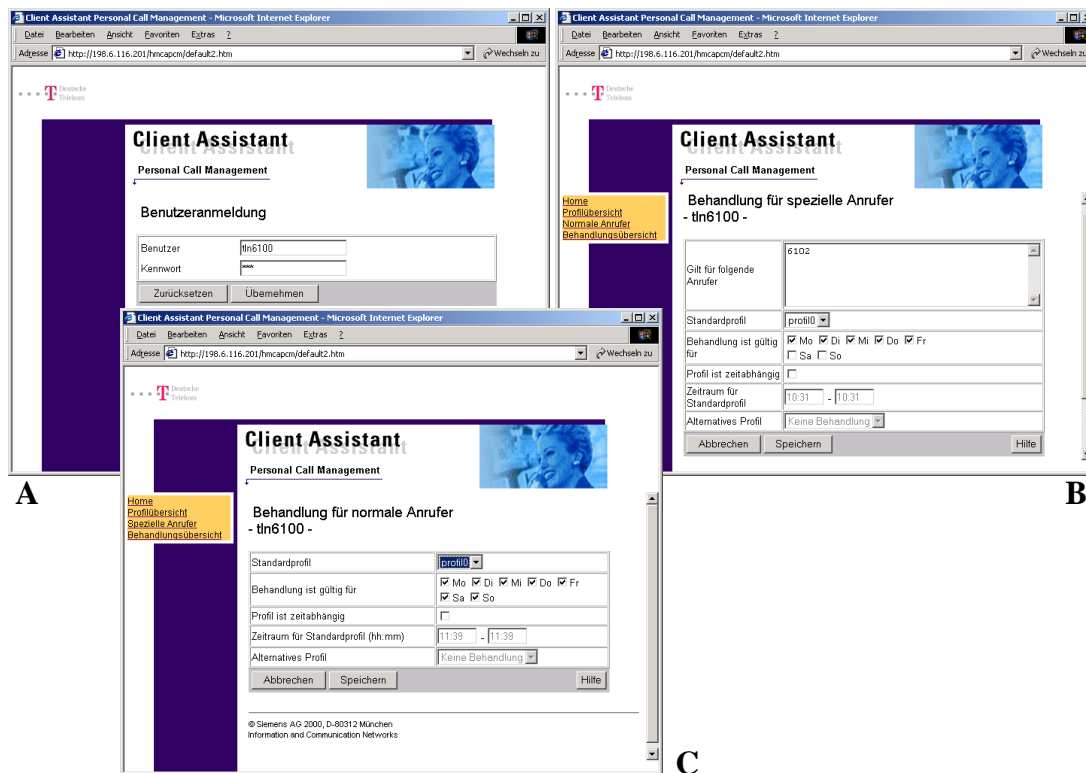 Client Assistant Personal Call Management - Microsoft Internet Explorer
Datei Bearbeiten Ansicht Favoriten Extras ?
Adresse http://198.6.116.201/hmcapcm/default2.htm Wechseln zu
T Deutsche
Telekom
Client Assistant
Personal Call Management
Benutzeranmeldung
Benutzer tln6100
Kennwort ***
Zurücksetzen Übernehmen
A
Client Assistant Personal Call Management - Microsoft Internet Explorer
Datei Bearbeiten Ansicht Favoriten Extras ?
Adresse http://198.6.116.201/hmcapcm/default2.htm Wechseln zu
T Deutsche
Telekom
Client Assistant
Personal Call Management
Home
Profilübersicht
Normale Anrufer
Behandlungsübersicht
Behandlung für spezielle Anrufer
- tln6100 -
Gilt für folgende
Anrufer
6102
Standardprofil profil0
Behandlung ist gültig
für
Mo Di Mi Do Fr
Sa So
Profil ist zeitabhängig
Zeitraum für
Standardprofil
10:31 - 10:31
Alternatives Profil Keine Behandlung
Abbrechen Speichern Hilfe
B
Client Assistant Personal Call Management - Microsoft Internet Explorer
Datei Bearbeiten Ansicht Favoriten Extras ?
Adresse http://198.6.116.201/hmcapcm/default2.htm Wechseln zu
T Deutsche
Telekom
Client Assistant
Personal Call Management
Home
Profilübersicht
Spezielle Anrufer
Behandlungsübersicht
Behandlung für normale Anrufer
- tln6100 -
Standardprofil profil0
Behandlung ist gültig für
Mo Di Mi Do Fr
Sa So
Profil ist zeitabhängig
Zeitraum für Standardprofil (hh:mm) 11:39 - 11:39
Alternatives Profil Keine Behandlung
Abbrechen Speichern Hilfe
© Siemens AG 2000, D-80312 München
Information and Communication Networks
C